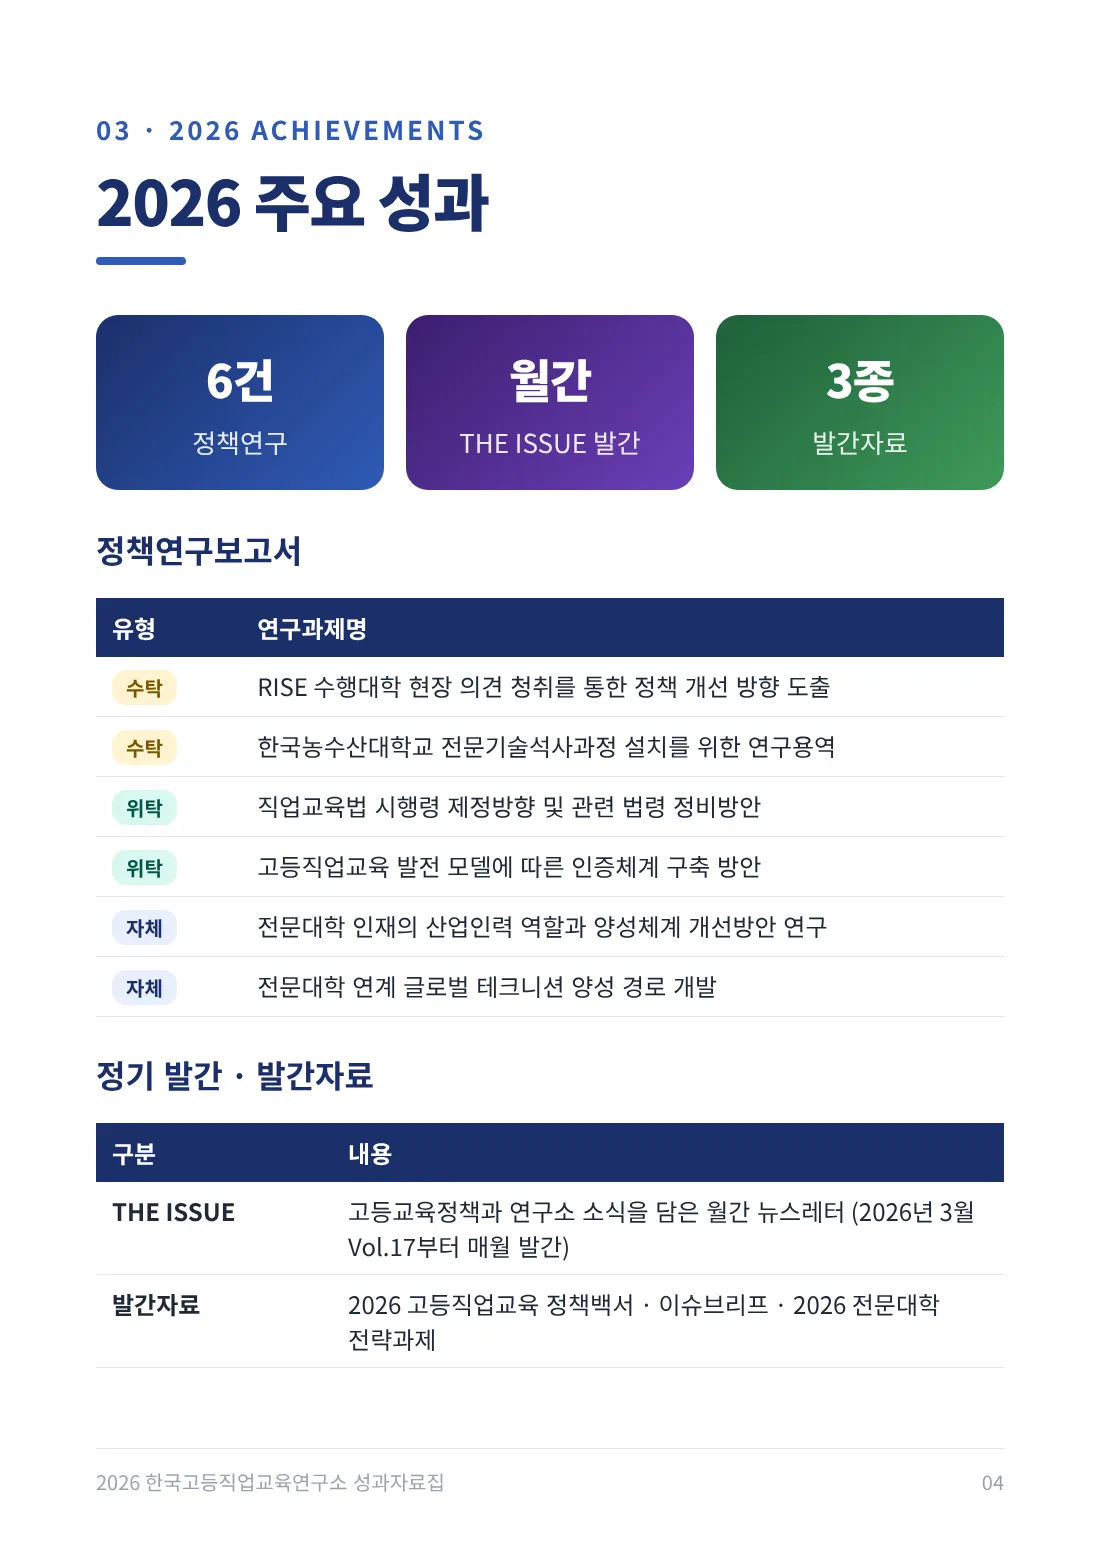 03 · 2026 ACHIEVEMENTS
2026 주요 성과
6건
정책연구
월간
THE ISSUE 발간
3종
발간자료
정책연구보고서
유형 연구과제명
수탁 RISE 수행대학 현장 의견 청취를 통한 정책 개선 방향 도출
수탁 한국농수산대학교 전문기술석사과정 설치를 위한 연구용역
위탁 직업교육법 시행령 제정방향 및 관련 법령 정비방안
위탁 고등직업교육 발전 모델에 따른 인증체계 구축 방안
자체 전문대학 인재의 산업인력 역할과 양성체계 개선방안 연구
자체 전문대학 연계 글로벌 테크니션 양성 경로 개발
정기 발간 · 발간자료
구분 내용
THE ISSUE 고등교육정책과 연구소 소식을 담은 월간 뉴스레터 (2026년 3월
Vol.17부터 매월 발간)
발간자료 2026 고등직업교육 정책백서 · 이슈브리프 · 2026 전문대학
전략과제
2026 한국고등직업교육연구소 성과자료집 04